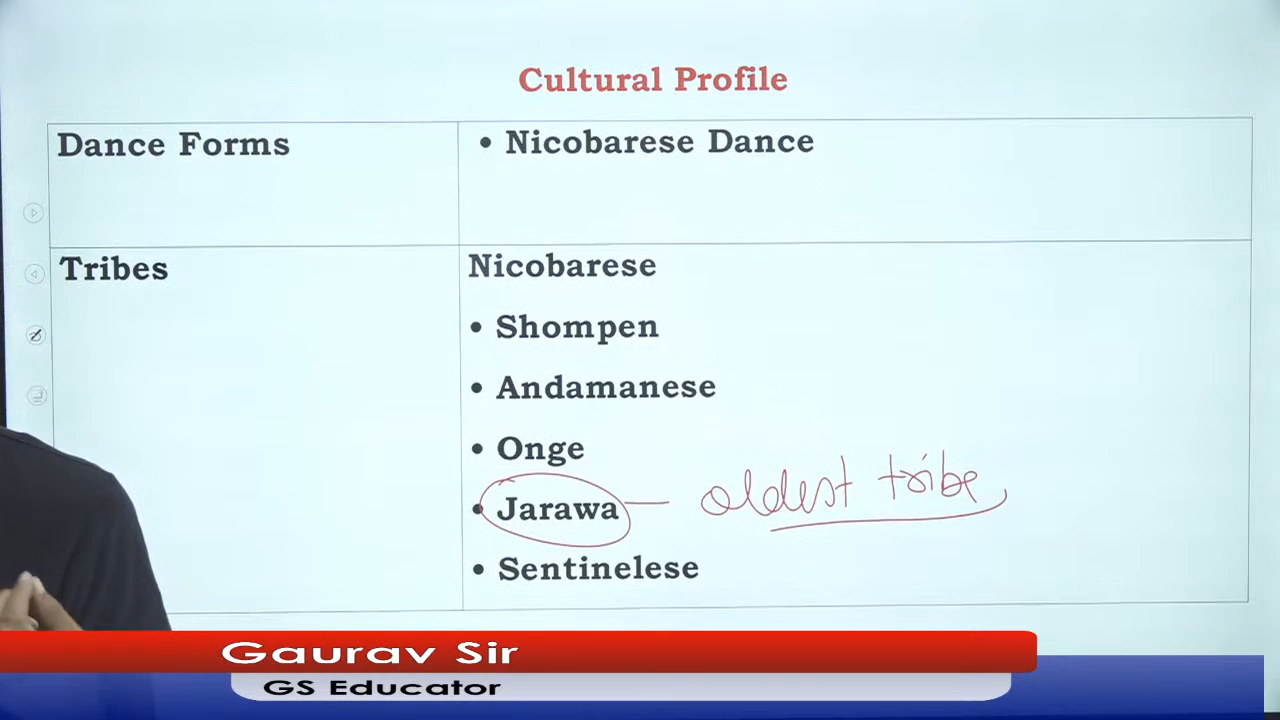 Cultural Profile
Dance Forms
• Nicobarese Dance
Tribes
Nicobarese
• Shompen
• Andamanese
• Onge
• Jarawa — oldest tribe
• Sentinelese
Gaurav Sir
GS Educator